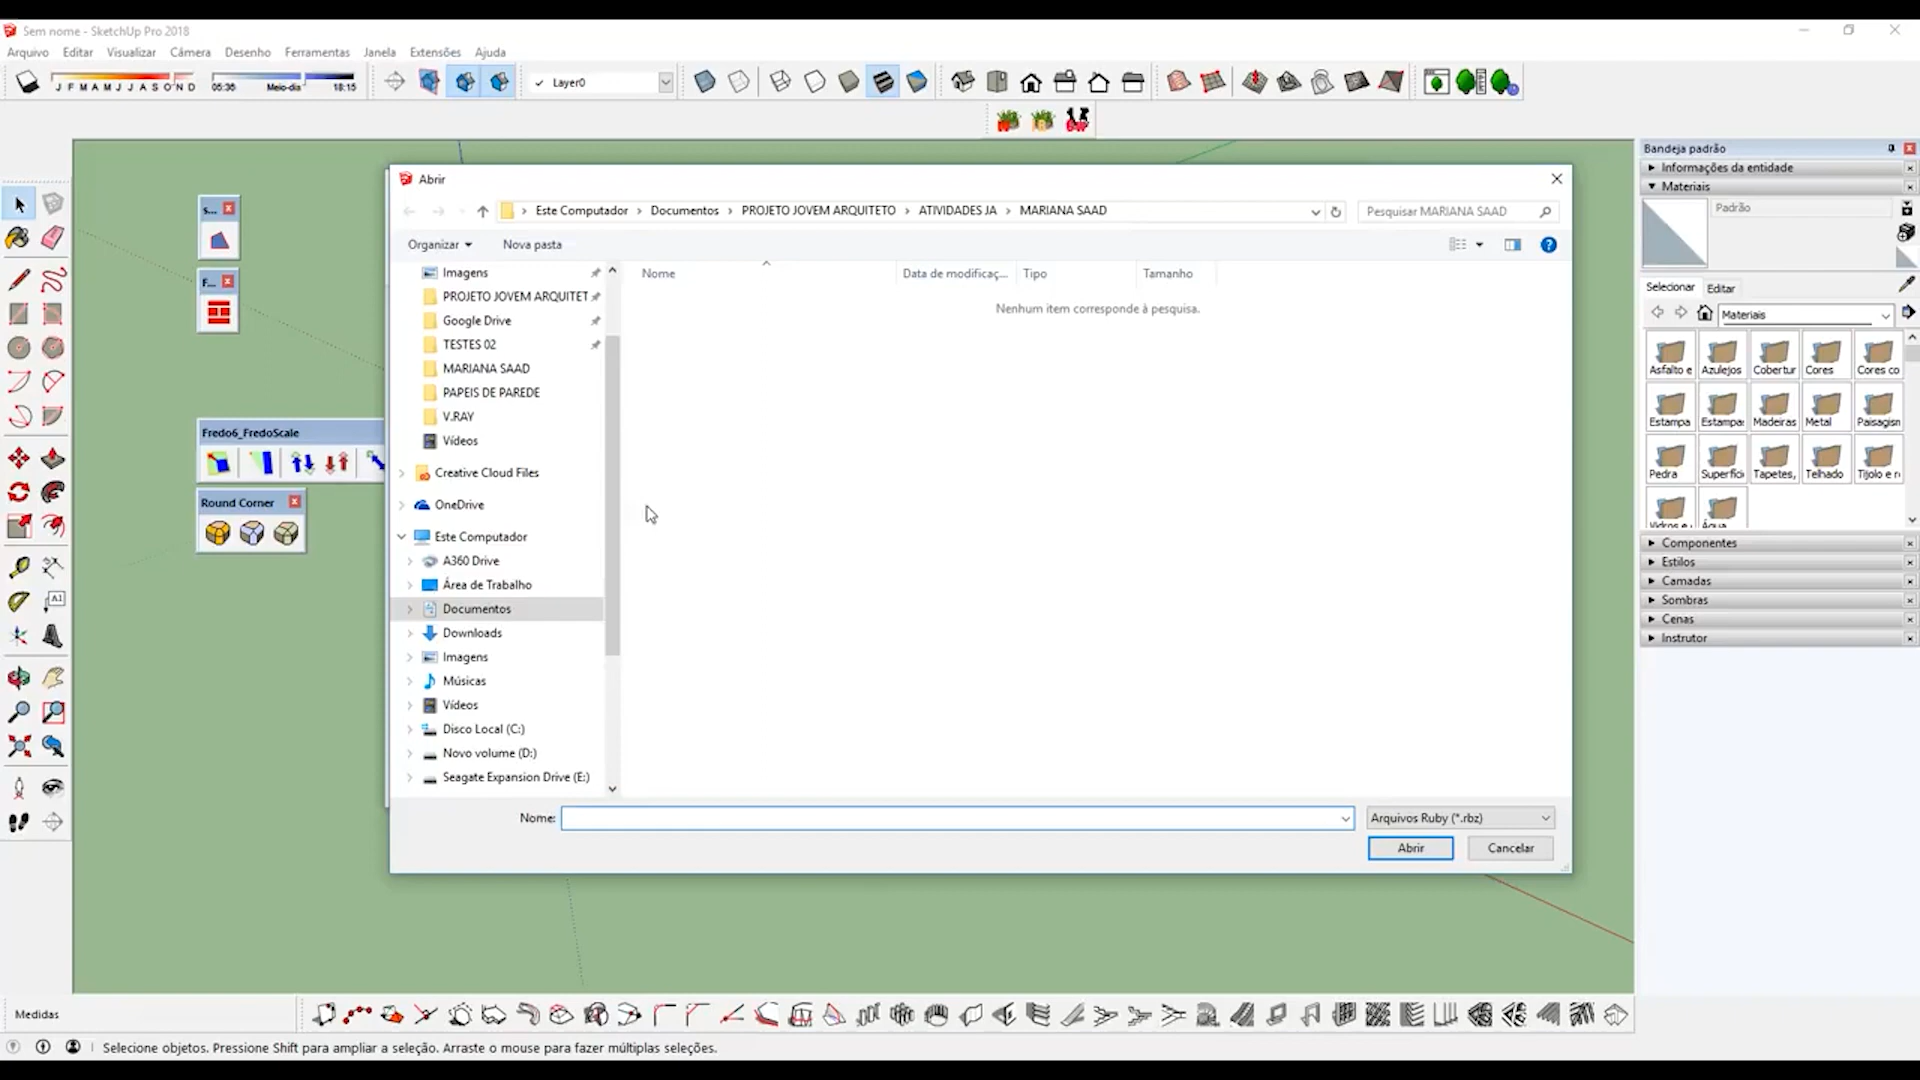 Sem nome - SketchUp Pro 2018
Arquivo Editar Visualizar Câmera Desenho Ferramentas Janela Extensões Ajuda
J F M A M J J A S O N D
05:36 Meio-dia 18:15
Layer0
s...
F...
Fredo6_FredoScale
Round Corner
Abrir
Este Computador > Documentos > PROJETO JOVEM ARQUITETO > ATIVIDADES JA > MARIANA SAAD
Pesquisar MARIANA SAAD
Organizar
Nova pasta
Imagens
PROJETO JOVEM ARQUITET
Google Drive
TESTES 02
MARIANA SAAD
PAPEIS DE PAREDE
V.RAY
Vídeos
Creative Cloud Files
OneDrive
Este Computador
A360 Drive
Área de Trabalho
Documentos
Downloads
Imagens
Músicas
Vídeos
Disco Local (C:)
Novo volume (D:)
Seagate Expansion Drive (E:)
Nome Data de modificaç... Tipo Tamanho
Nenhum item corresponde à pesquisa.
Nome:
Arquivos Ruby (*.rbz)
Abrir
Cancelar
Bandeja padrão
Informações da entidade
Materiais
Padrão
Selecionar Editar
Materiais
Asfalto e Azulejos Cobertur Cores Cores co
Estampa Estampa Madeiras Metal Paisagism
Pedra Superfíci Tapetes, Telhado Tijolo e r
Vidros e Água
Componentes
Estilos
Camadas
Sombras
Cenas
Instrutor
Medidas
Selecione objetos. Pressione Shift para ampliar a seleção. Arraste o mouse para fazer múltiplas seleções.